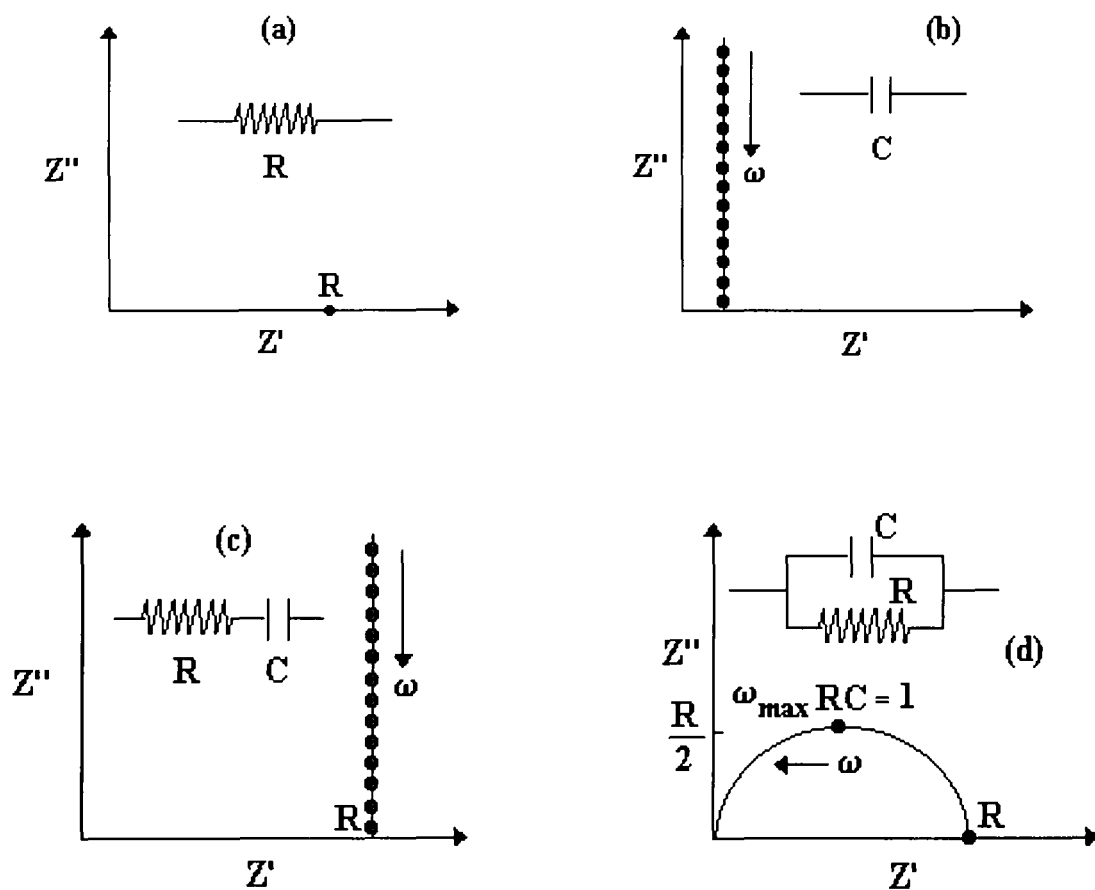 (a)
R
Z"
R
Z'
(b)
C
Z"
ω
Z'
(c)
R C
Z"
ω
R
Z'
C
R
Z"
(d)
ω_max RC = 1
R
2
ω
R
Z'